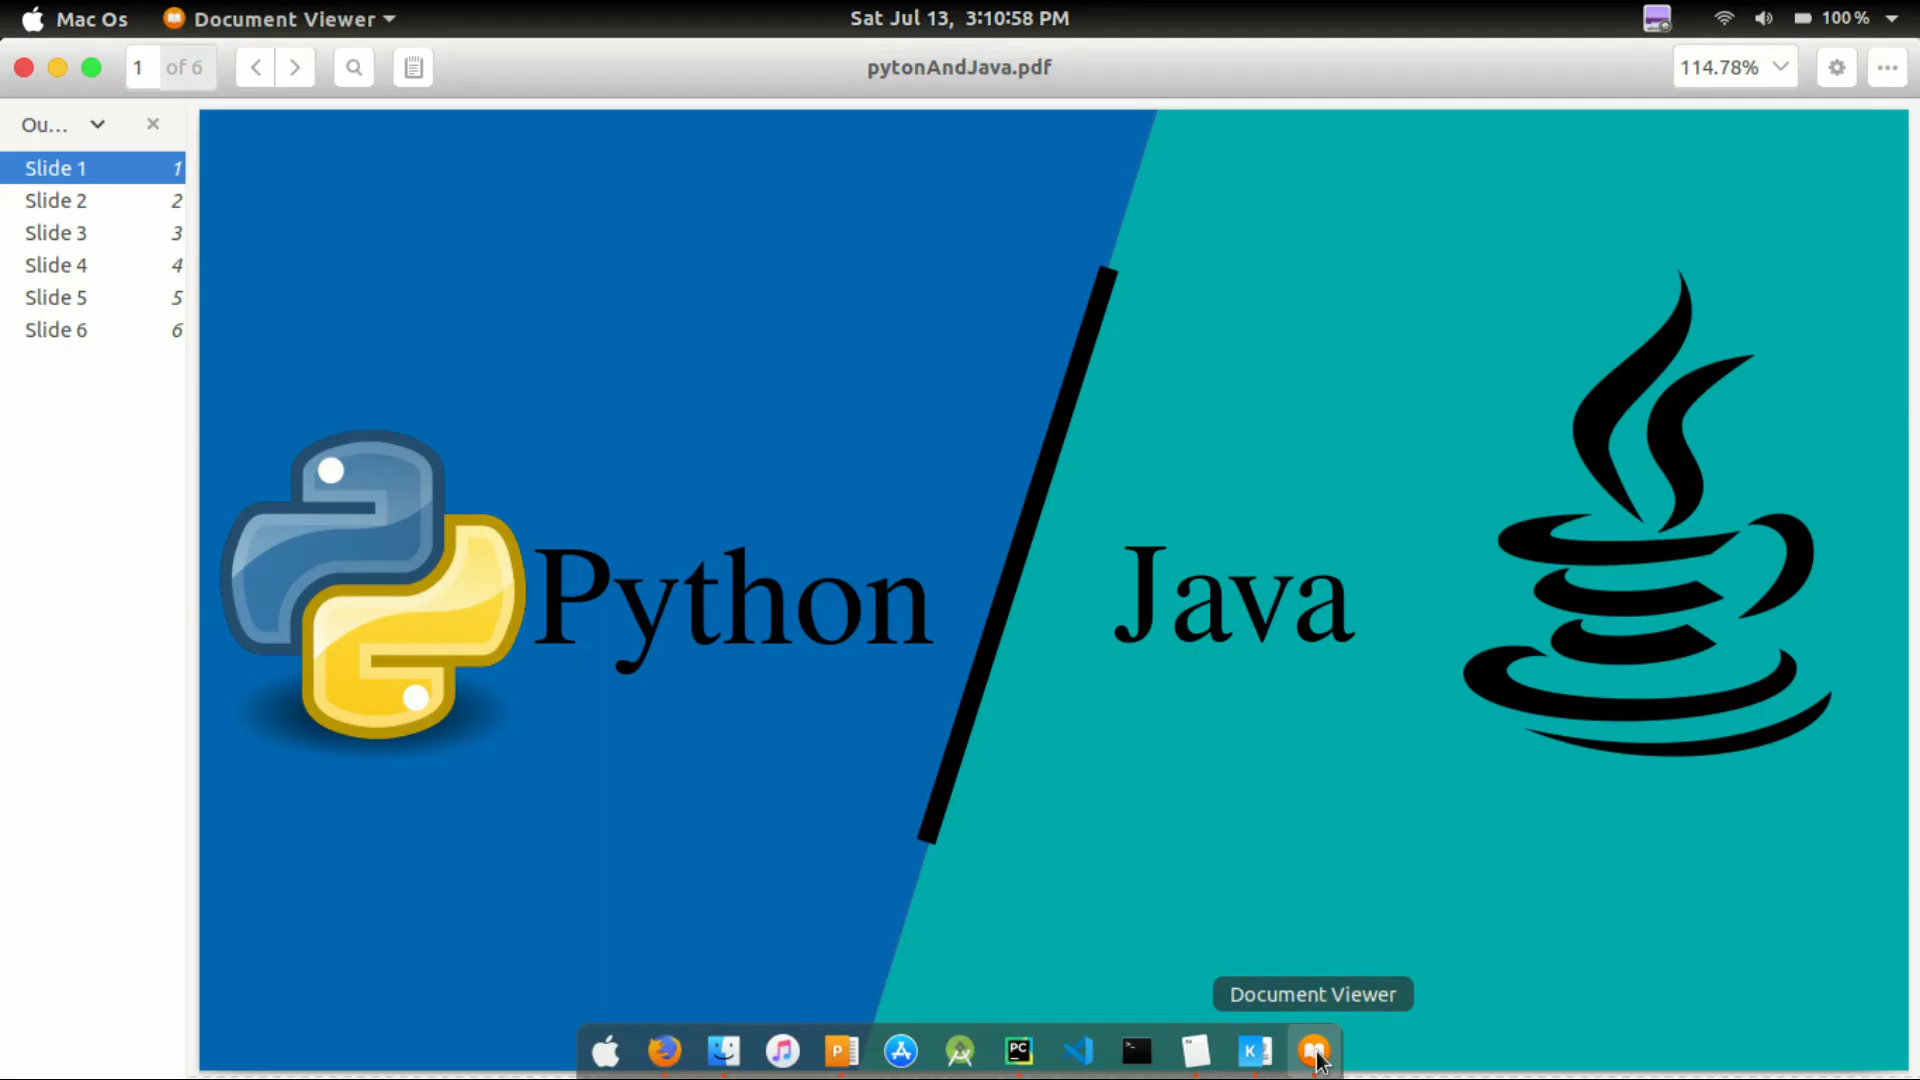 Mac Os Document Viewer Sat Jul 13, 3:10:58 PM 100 %
1 of 6 pytonAndJava.pdf 114.78%
Ou...
Slide 1 1
Slide 2 2
Slide 3 3
Slide 4 4
Slide 5 5
Slide 6 6
Python Java
Document Viewer
P PC >_ K